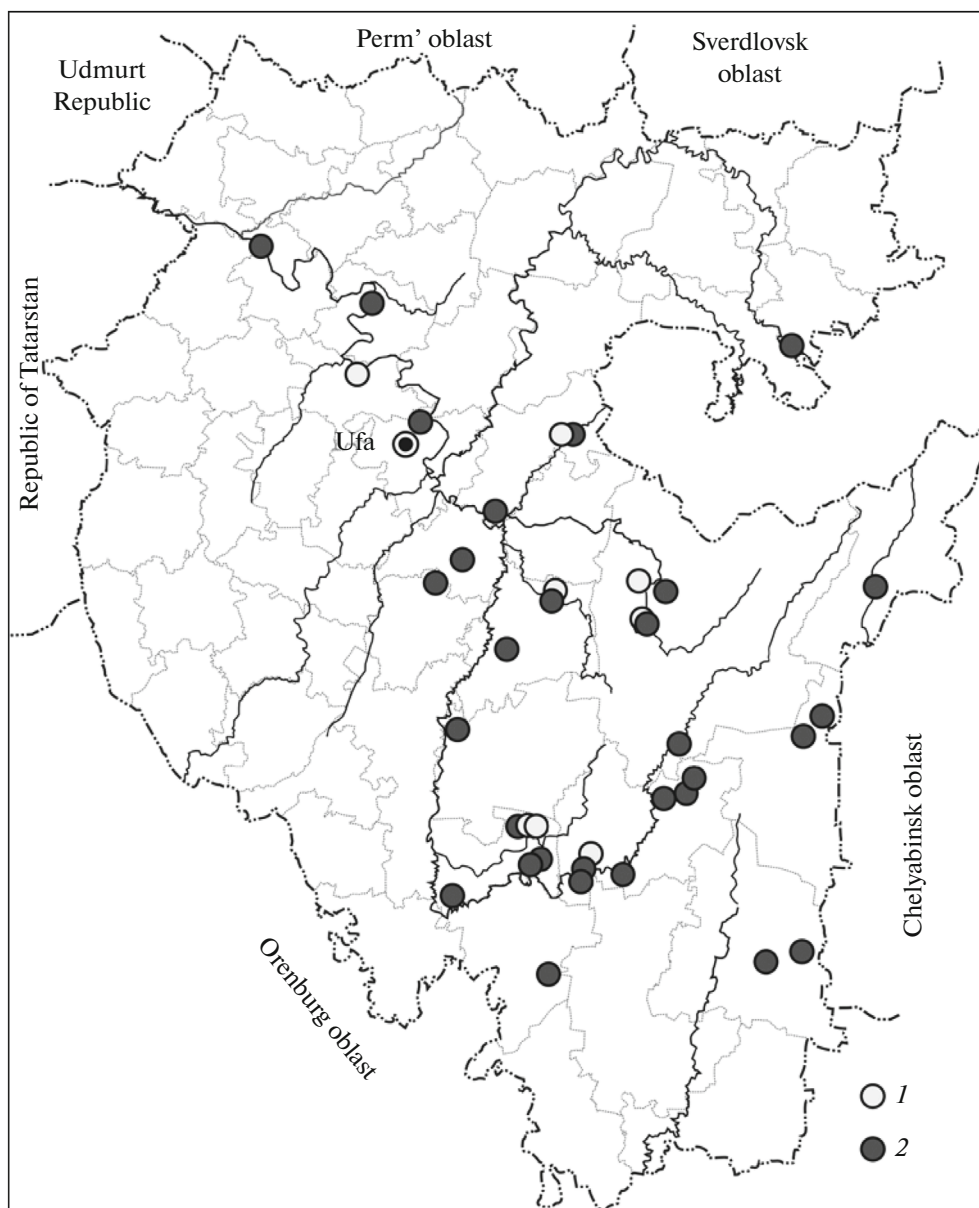 Perm’ oblast
Sverdlovsk
oblast
Udmurt
Republic
Republic of Tatarstan
Ufa
Chelyabinsk oblast
Orenburg oblast
1
2